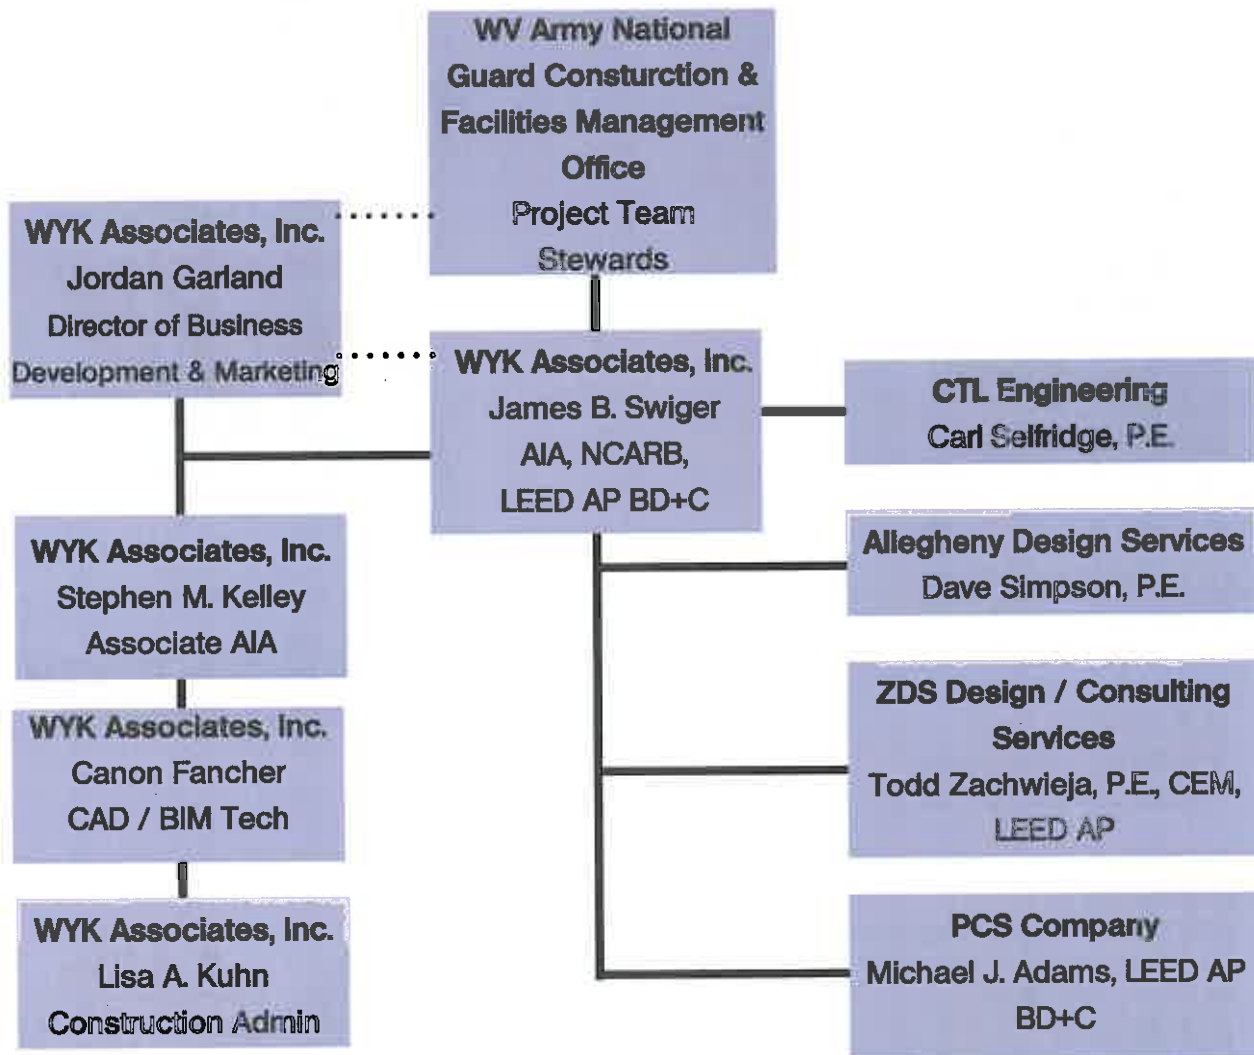 WV Army National
Guard Consturction &
Facilities Management
Office
Project Team
Stewards
WYK Associates, Inc.
Jordan Garland
Director of Business
Development & Marketing
WYK Associates, Inc.
James B. Swiger
AIA, NCARB,
LEED AP BD+C
CTL Engineering
Carl Selfridge, P.E.
WYK Associates, Inc.
Stephen M. Kelley
Associate AIA
Allegheny Design Services
Dave Simpson, P.E.
WYK Associates, Inc.
Canon Fancher
CAD / BIM Tech
ZDS Design / Consulting
Services
Todd Zachwieja, P.E., CEM,
LEED AP
WYK Associates, Inc.
Lisa A. Kuhn
Construction Admin
PCS Company
Michael J. Adams, LEED AP
BD+C